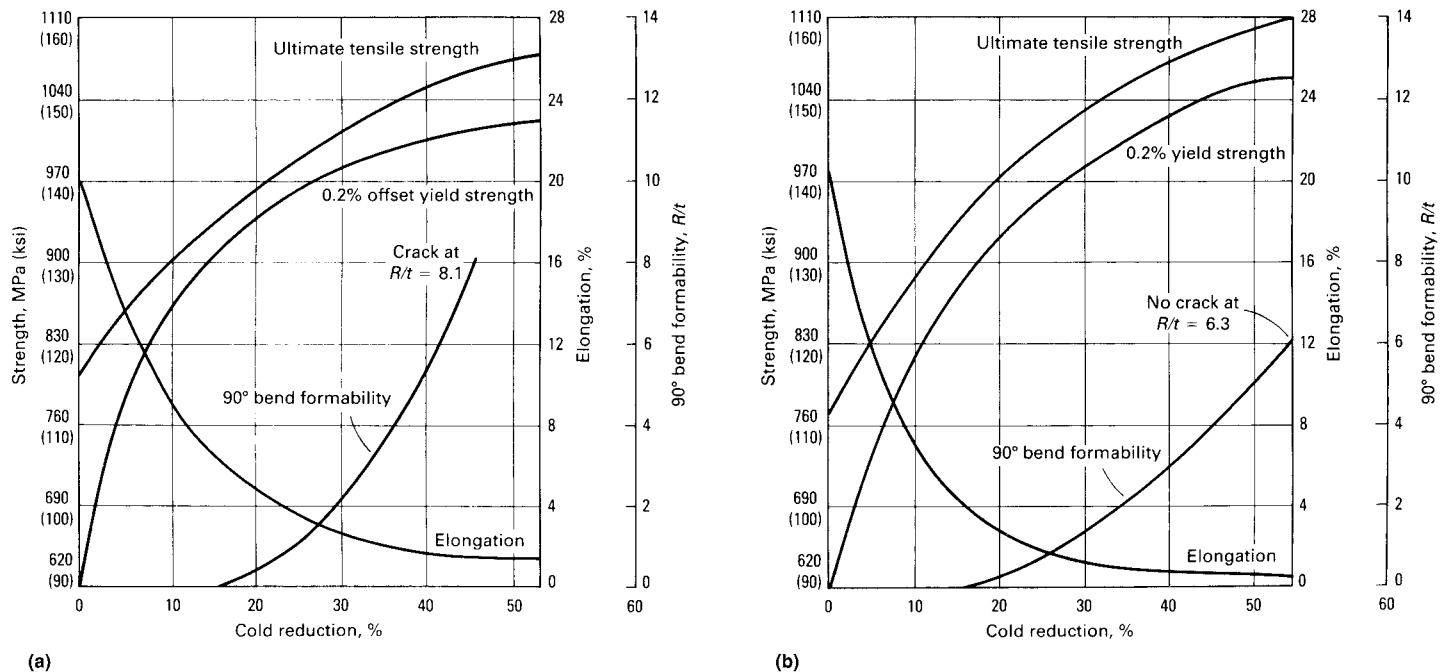 1110
(160)
1040
(150)
970
(140)
900
(130)
830
(120)
760
(110)
690
(100)
620
(90)
Strength, MPa (ksi)
Ultimate tensile strength
0.2% offset yield strength
Crack at
R/t = 8.1
90° bend formability
Elongation
28
24
20
16
12
8
4
0
Elongation, %
14
12
10
8
6
4
2
0
90° bend formability, R/t
0 10 20 30 40 50 60
Cold reduction, %
(a)
1110
(160)
1040
(150)
970
(140)
900
(130)
830
(120)
760
(110)
690
(100)
620
(90)
Strength, MPa (ksi)
Ultimate tensile strength
0.2% yield strength
No crack at
R/t = 6.3
90° bend formability
Elongation
28
24
20
16
12
8
4
0
Elongation, %
14
12
10
8
6
4
2
0
90° bend formability, R/t
0 10 20 30 40 50 60
Cold reduction, %
(b)